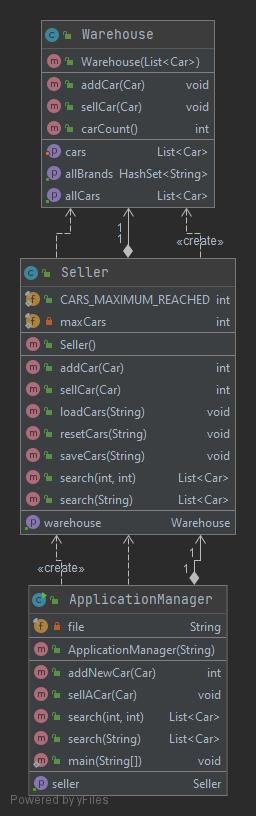 Warehouse
Warehouse(List<Car>)
addCar(Car) void
sellCar(Car) void
carCount() int
cars List<Car>
allBrands HashSet<String>
allCars List<Car>
1
1
«create»
Seller
CARS_MAXIMUM_REACHED int
maxCars int
Seller()
addCar(Car) int
sellCar(Car) int
loadCars(String) void
resetCars(String) void
saveCars(String) void
search(int, int) List<Car>
search(String) List<Car>
warehouse Warehouse
1
«create»
1
ApplicationManager
file String
ApplicationManager(String)
addNewCar(Car) int
sellACar(Car) void
search(int, int) List<Car>
search(String) List<Car>
main(String[]) void
seller Seller
Powered by yFiles